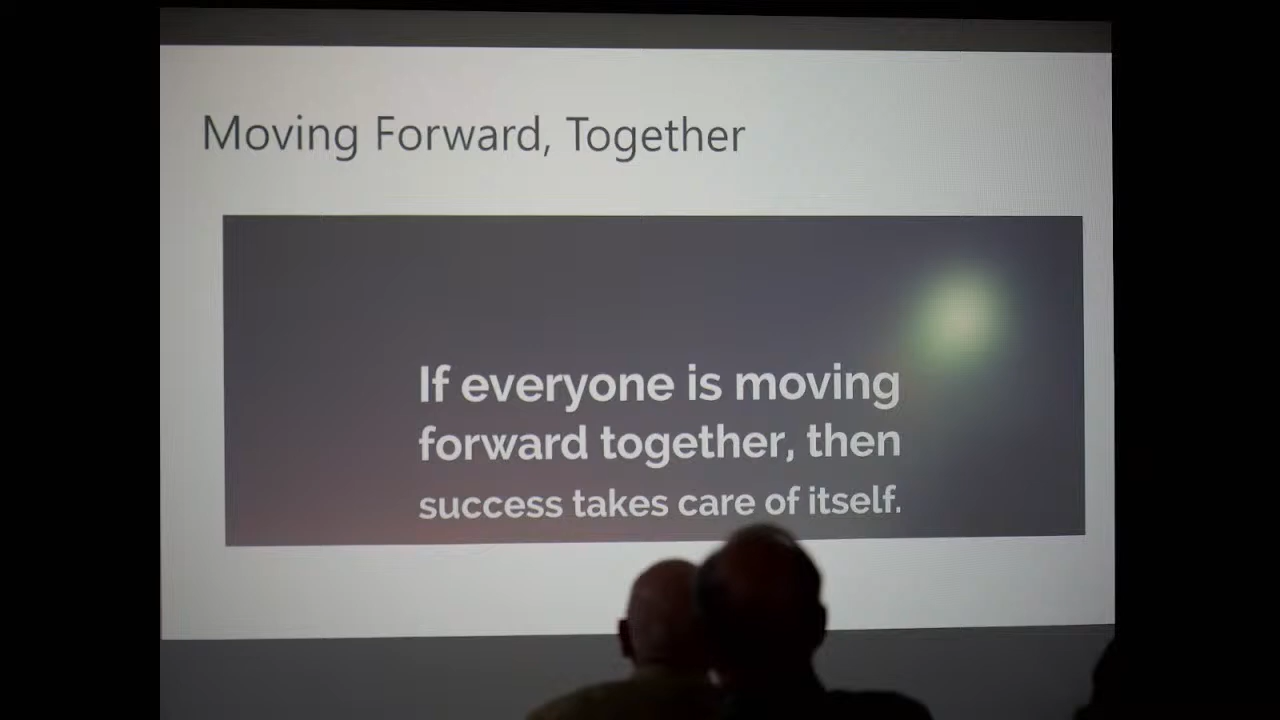 Moving Forward, Together
If everyone is moving
forward together, then
success takes care of itself.